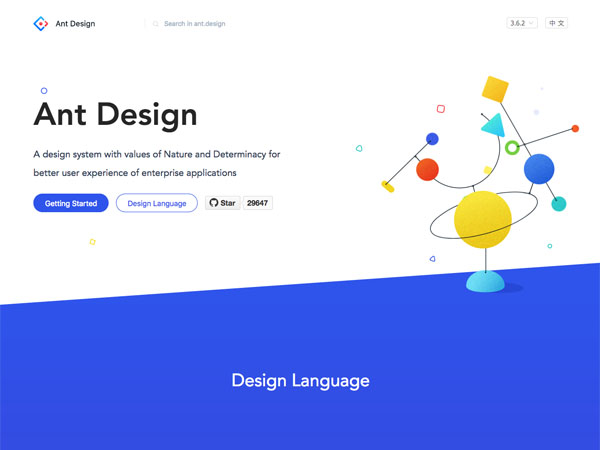 Ant Design
Search in ant.design
3.6.2
中 文
Ant Design
A design system with values of Nature and Determinacy for
better user experience of enterprise applications
Getting Started
Design Language
Star
29647
Design Language